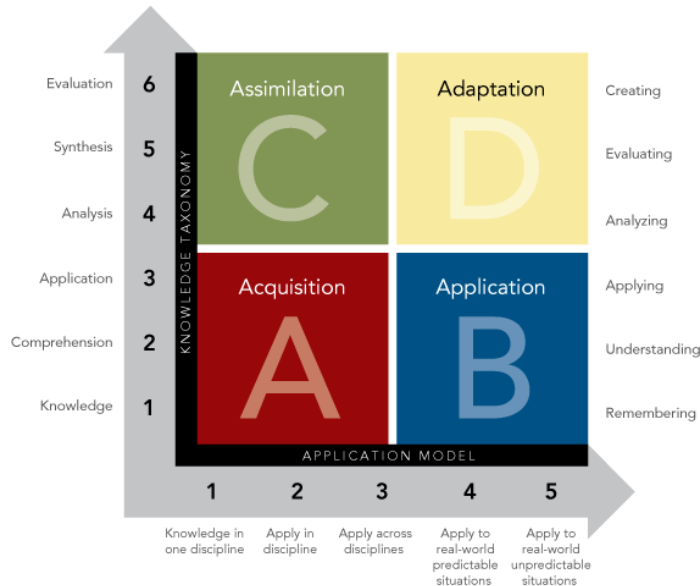 Evaluation 6 Assimilation Adaptation Creating
Synthesis 5 C D Evaluating
Analysis 4 Analyzing
KNOWLEDGE TAXONOMY
Application 3 Acquisition Application Applying
Comprehension 2 A B Understanding
Knowledge 1 Remembering
APPLICATION MODEL
1 2 3 4 5
Knowledge in
one discipline
Apply in
discipline
Apply across
disciplines
Apply to
real-world
predictable
situations
Apply to
real-world
unpredictable
situations